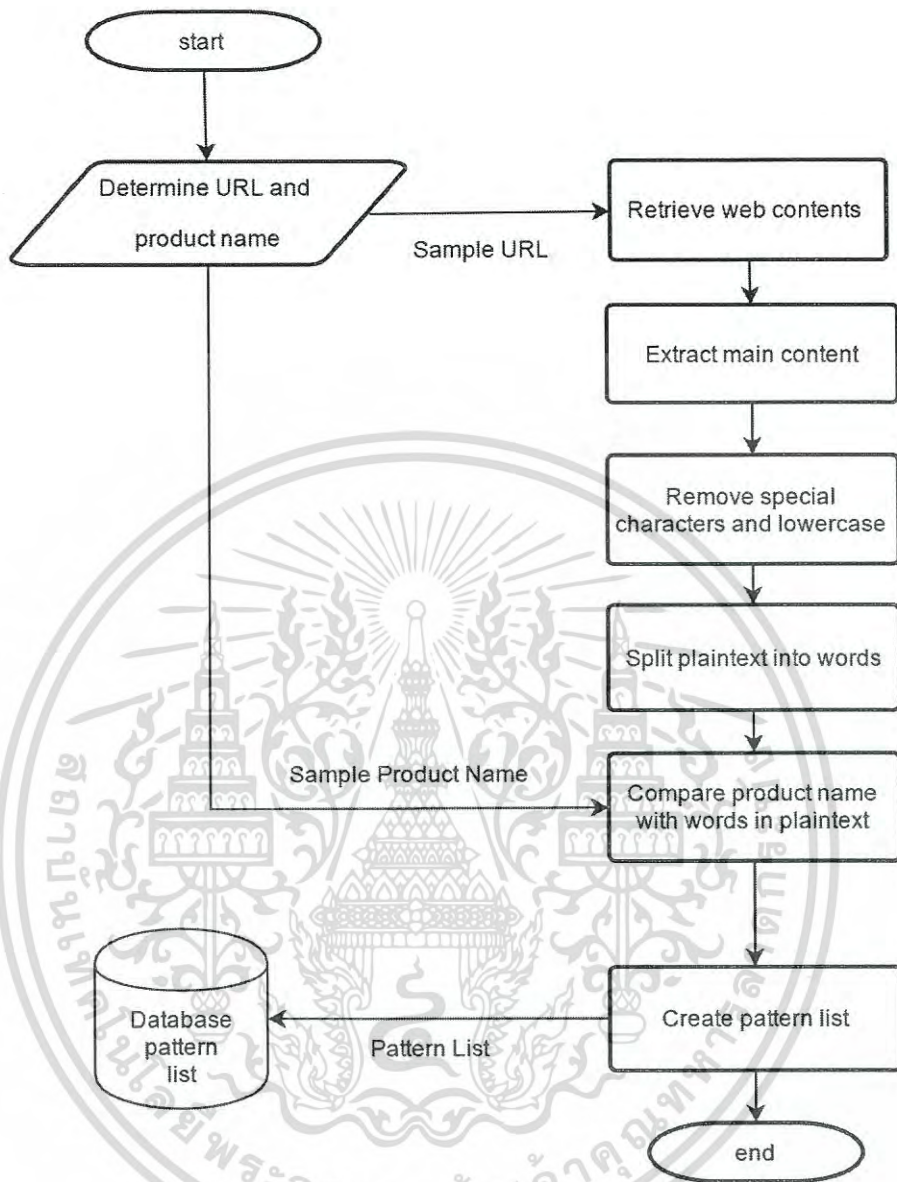 start
Determine URL and
product name
Sample URL
Retrieve web contents
Extract main content
Remove special
characters and lowercase
Split plaintext into words
Sample Product Name
Compare product name
with words in plaintext
Create pattern list
Pattern List
Database
pattern
list
end